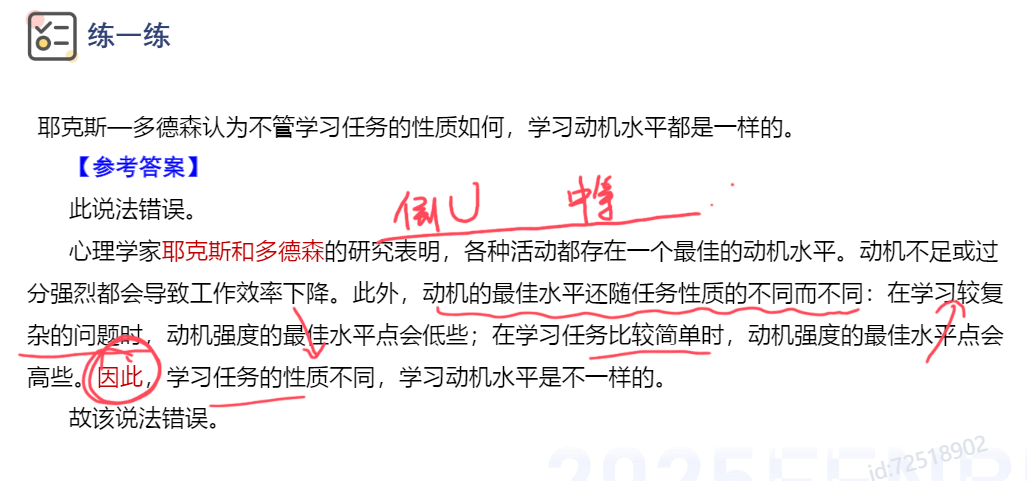 练一练
耶克斯—多德森认为不管学习任务的性质如何，学习动机水平都是一样的。
【参考答案】
此说法错误。
倒U 中等
心理学家耶克斯和多德森的研究表明，各种活动都存在一个最佳的动机水平。动机不足或过
分强烈都会导致工作效率下降。此外，动机的最佳水平还随任务性质的不同而不同：在学习较复
杂的问题时，动机强度的最佳水平点会低些；在学习任务比较简单时，动机强度的最佳水平点会
高些。因此，学习任务的性质不同，学习动机水平是不一样的。
故该说法错误。
id:72518902